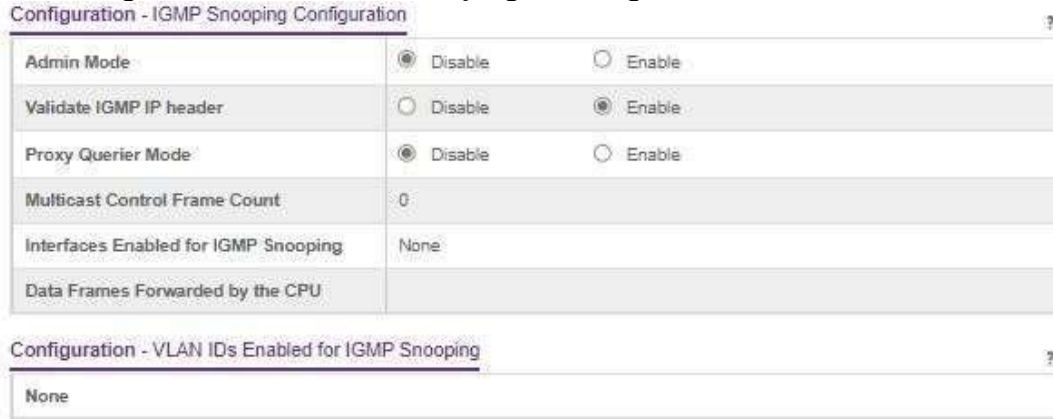 Configuration - IGMP Snooping Configuration
?
Admin Mode Disable Enable
Validate IGMP IP header Disable Enable
Proxy Querier Mode Disable Enable
Multicast Control Frame Count 0
Interfaces Enabled for IGMP Snooping None
Data Frames Forwarded by the CPU
Configuration - VLAN IDs Enabled for IGMP Snooping
?
None